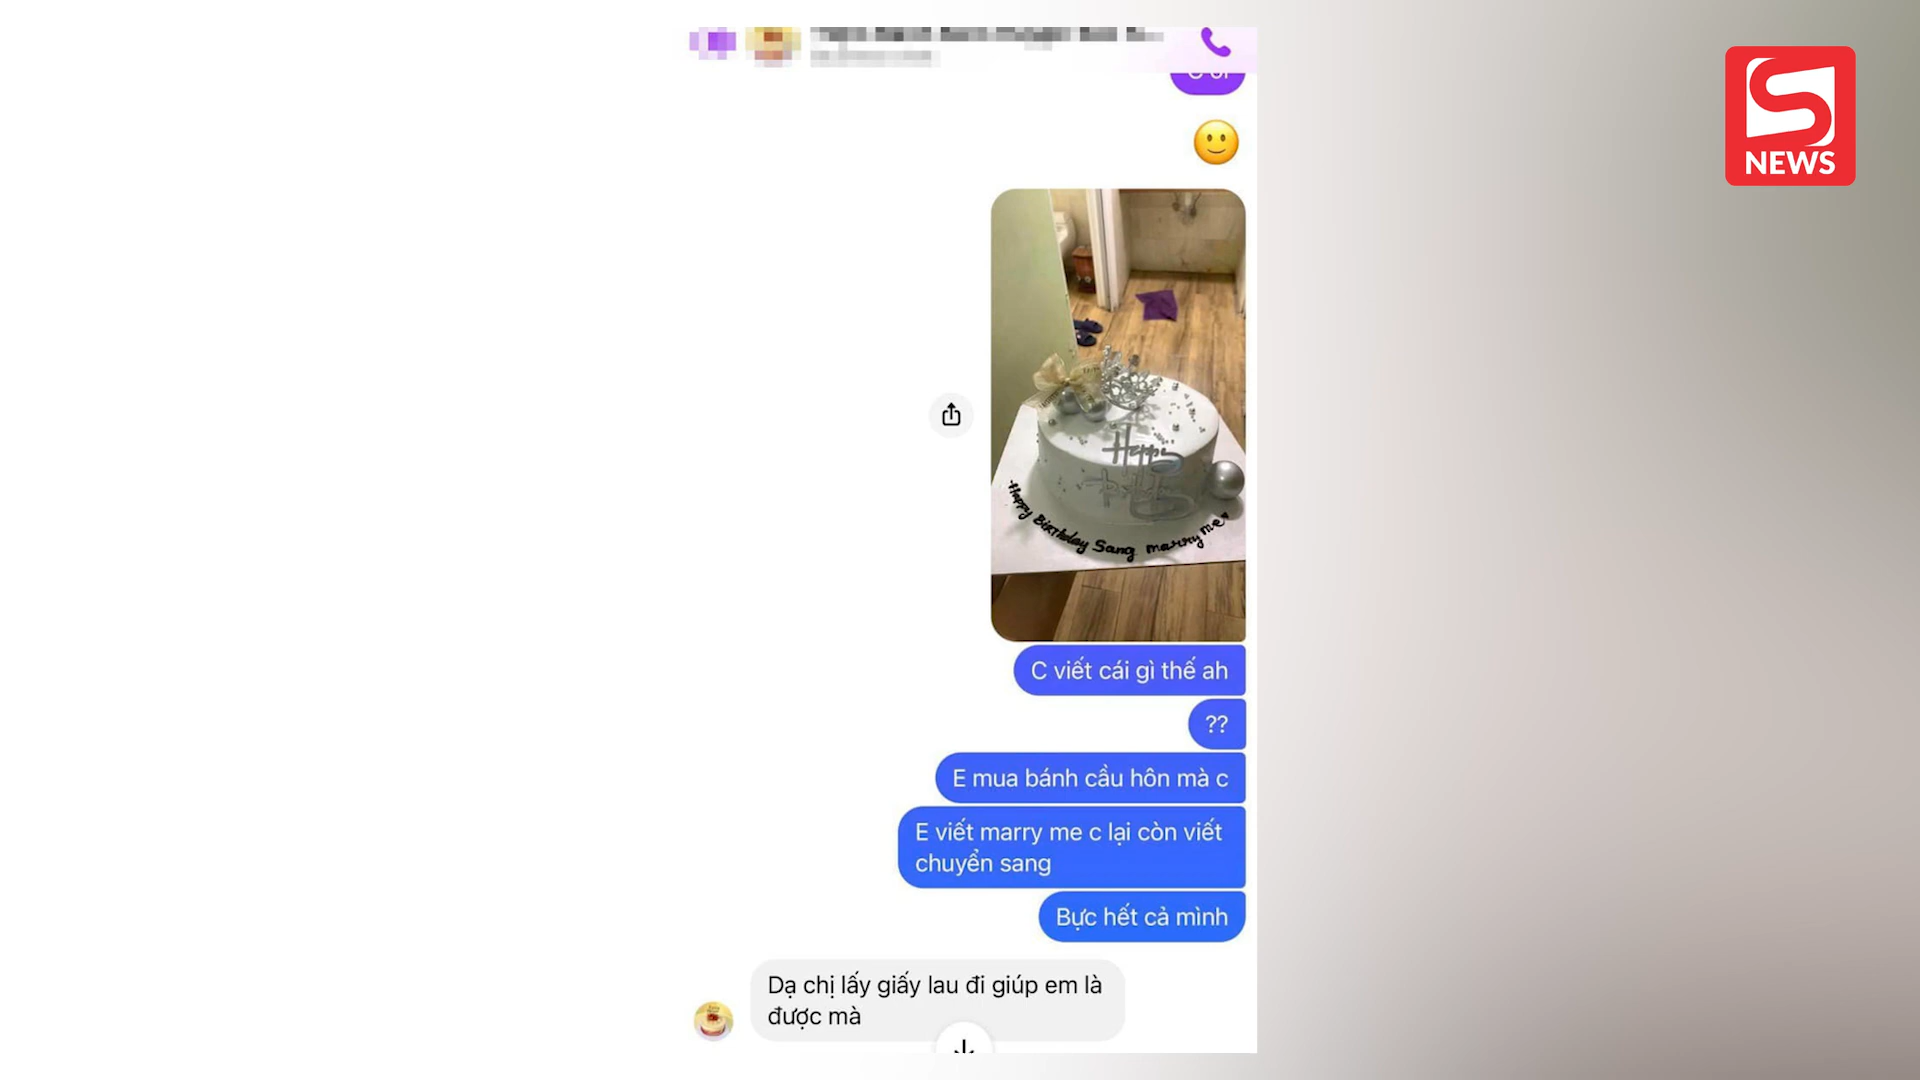 NEWS
Happy
Happy Birthday Sang marry me
C viết cái gì thế ah
??
E mua bánh cầu hôn mà c
E viết marry me c lại còn viết
chuyển sang
Bực hết cả mình
Dạ chị lấy giấy lau đi giúp em là
được mà